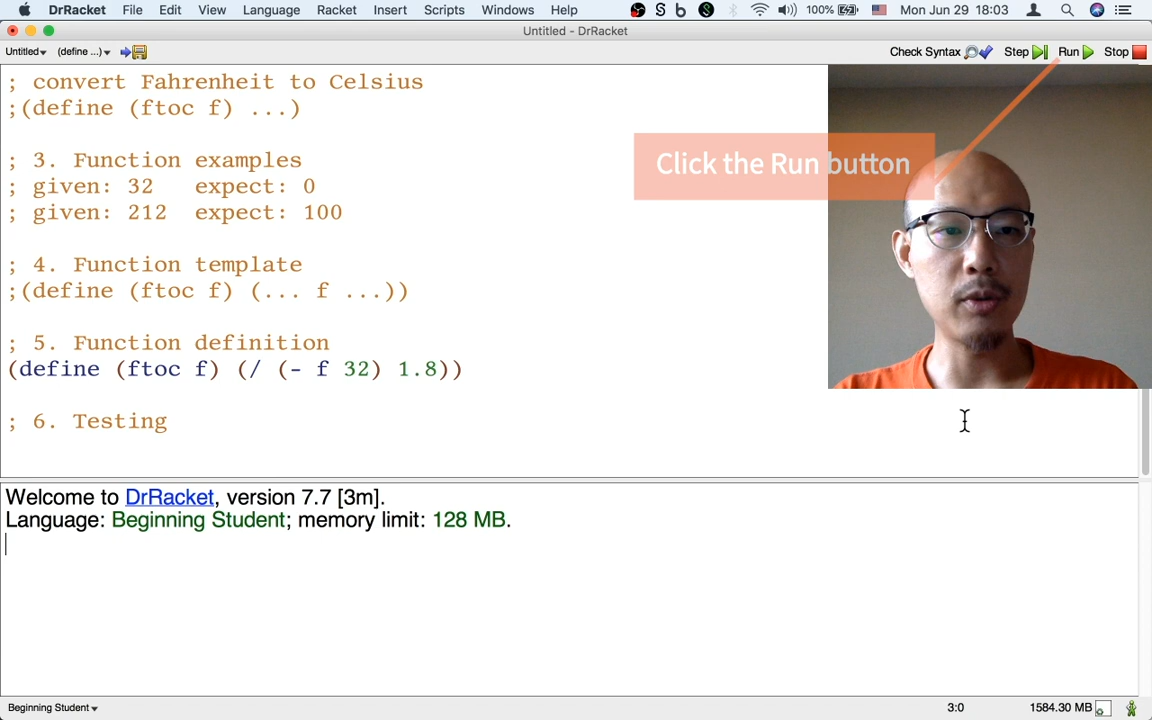 DrRacket File Edit View Language Racket Insert Scripts Windows Help 100% Mon Jun 29 18:03
Untitled - DrRacket
Untitled (define ...) Check Syntax Step Run Stop
; convert Fahrenheit to Celsius
;(define (ftoc f) ...)
Click the Run button
; 3. Function examples
; given: 32 expect: 0
; given: 212 expect: 100
; 4. Function template
;(define (ftoc f) (... f ...))
; 5. Function definition
(define (ftoc f) (/ (- f 32) 1.8))
; 6. Testing
Welcome to DrRacket, version 7.7 [3m].
Language: Beginning Student; memory limit: 128 MB.
Beginning Student 3:0 1584.30 MB